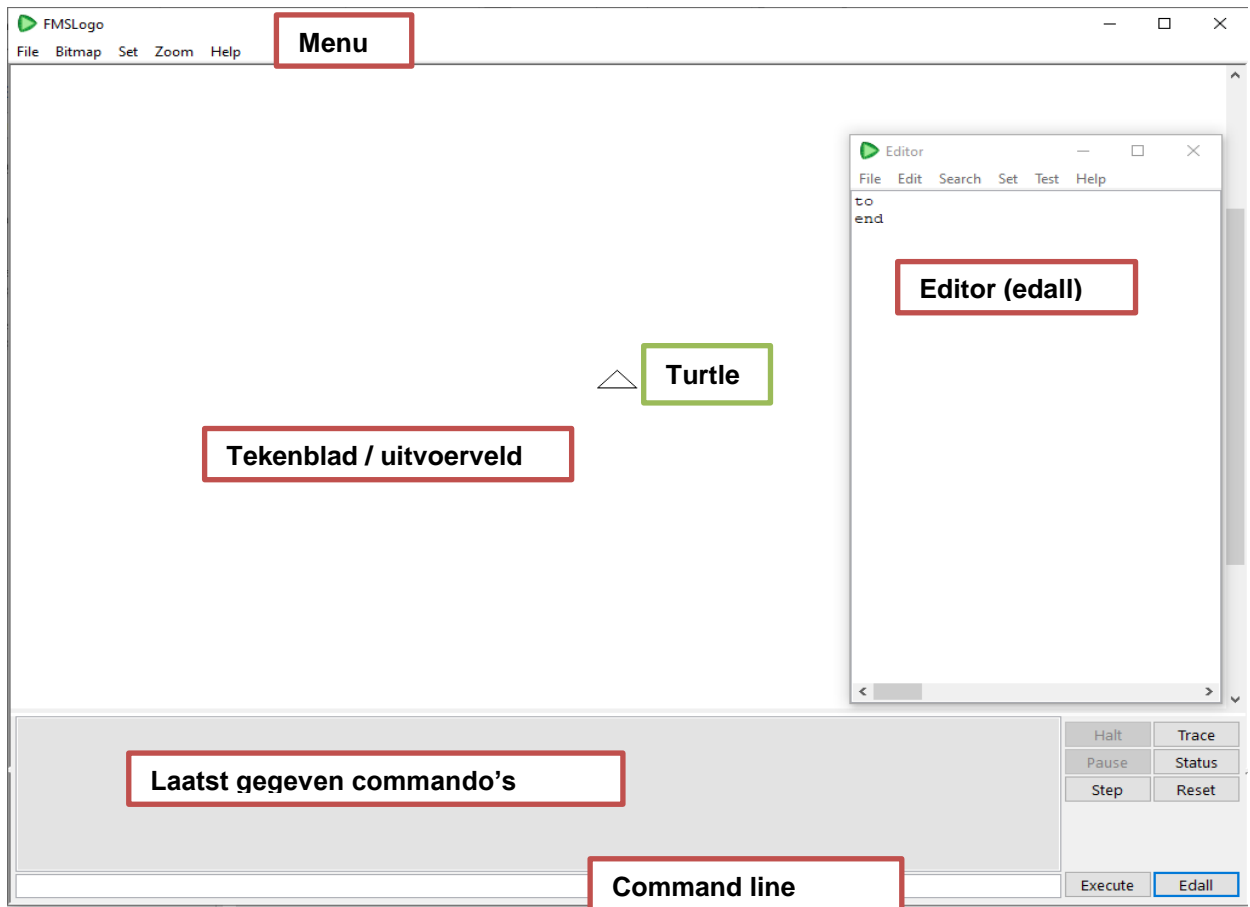 FMSLogo
File Bitmap Set Zoom Help
Menu
Editor
File Edit Search Set Test Help
to
end
Editor (edall)
Turtle
Tekenblad / uitvoerveld
Halt Trace
Pause Status
Step Reset
Laatst gegeven commando's
Command line
Execute Edall